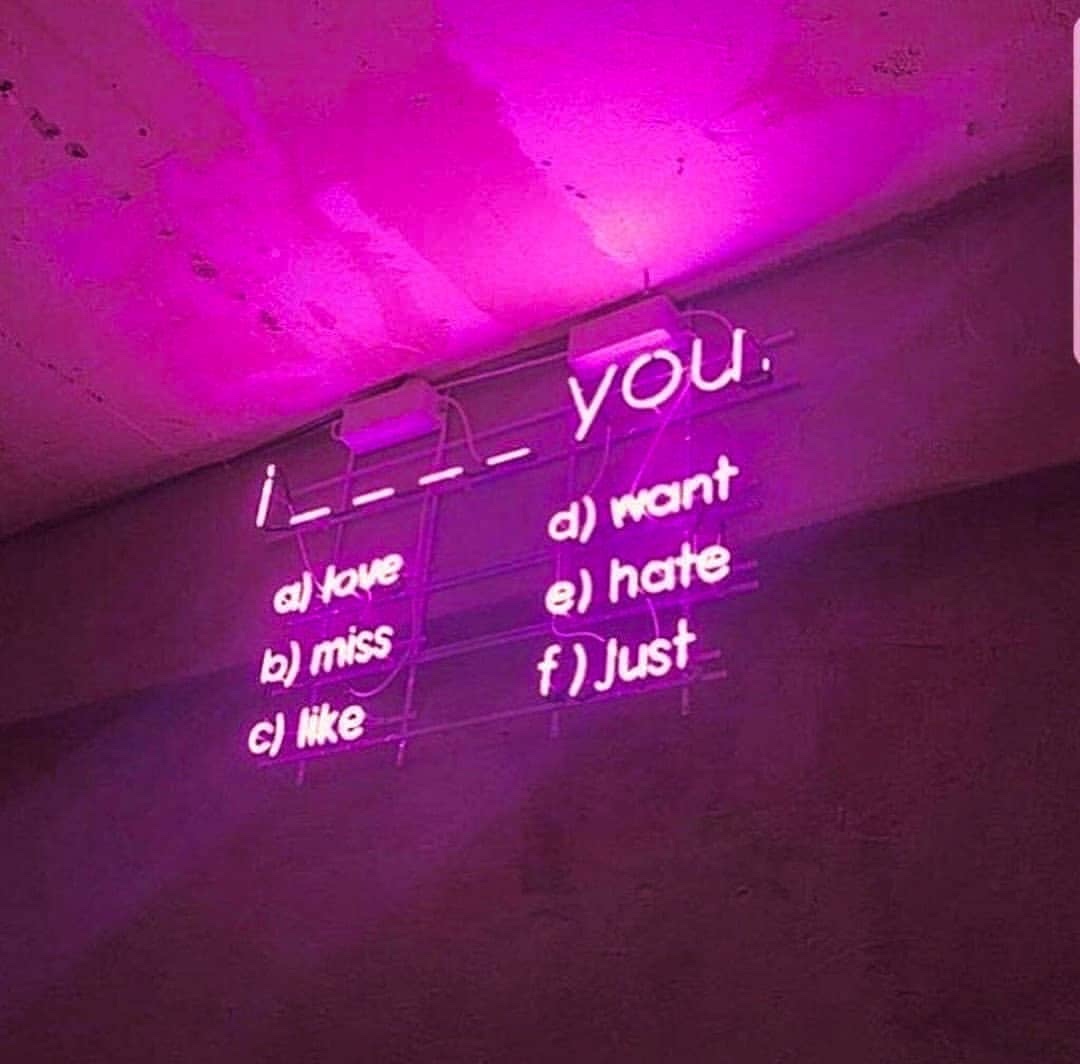 i _ _ _ _ you.
a) love
b) miss
c) like
d) want
e) hate
f) Just